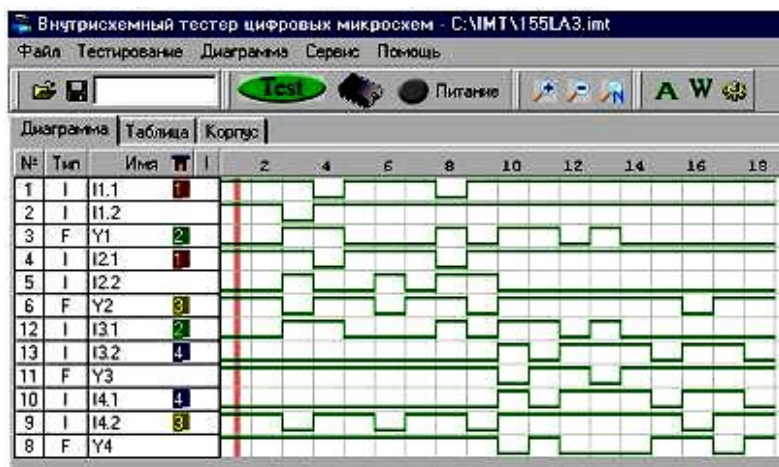 Внутрисхемный тестер цифровых микросхем - C:\IMT\155LA3.imt
Файл Тестирование Диаграмма Сервис Помощь
Test Питание N A W
Диаграмма Таблица Корпус
№ Тип Имя I 2 4 6 8 10 12 14 16 18
1 I I1.1 1
2 I I1.2
3 F Y1 2
4 I I2.1 1
5 I I2.2
6 F Y2 3
12 I I3.1 2
13 I I3.2 4
11 F Y3
10 I I4.1 4
9 I I4.2 3
8 F Y4